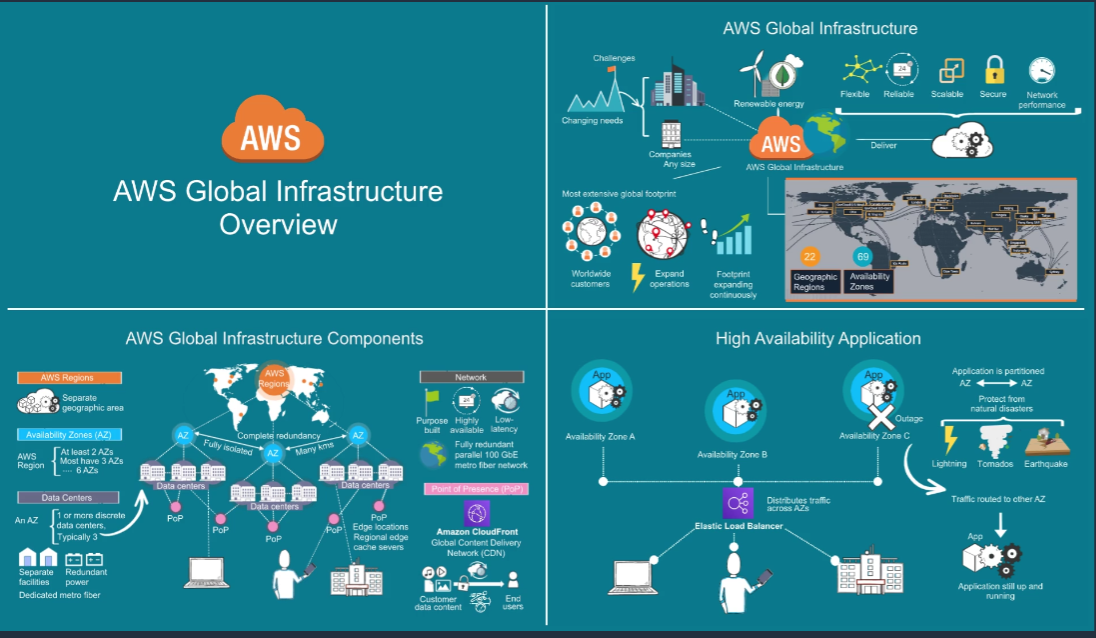 AWS
AWS Global Infrastructure
Overview
AWS Global Infrastructure
Challenges
Changing needs
Companies
Any size
Renewable energy
24
Flexible
Reliable
Scalable
Secure
Network
performance
AWS
AWS Global Infrastructure
Deliver
Most extensive global footprint
Worldwide
customers
Expand
operations
Footprint
expanding
continuously
22
Geographic
Regions
69
Availability
Zones
AWS Global Infrastructure Components
AWS Regions
Separate
geographic area
Availability Zones (AZ)
AWS
Region
At least 2 AZs
Most have 3 AZs
.... 6 AZs
Data Centers
An AZ
1 or more discrete
data centers,
Typically 3
Separate
facilities
Redundant
power
Dedicated metro fiber
AWS
Regions
AZ
Complete redundancy
AZ
Fully isolated
AZ
Many kms
Data centers
Data centers
Data centers
PoP
PoP
PoP
PoP
PoP
Edge locations
Regional edge
cache severs
Network
24
Purpose
built
Highly
available
Low-
latency
Fully redundant
parallel 100 GbE
metro fiber network
Point of Presence (PoP)
Amazon CloudFront
Global Content Delivery
Network (CDN)
Customer
data content
End
users
High Availability Application
App
Availability Zone A
App
Availability Zone B
App
Outage
Availability Zone C
Application is partitioned
AZ
AZ
Protect from
natural disasters
Lightning
Tornados
Earthquake
Distributes traffic
across AZs
Elastic Load Balancer
Traffic routed to other AZ
App
Application still up and
running